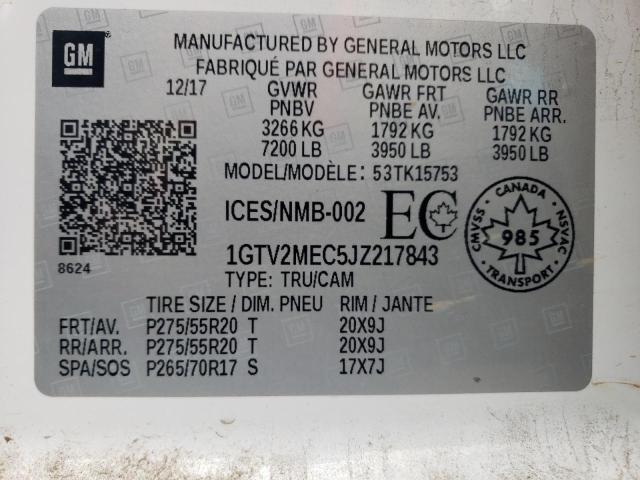 GM
MANUFACTURED BY GENERAL MOTORS LLC
FABRIQUÉ PAR GENERAL MOTORS LLC
12/17 GVWR GAWR FRT GAWR RR
PNBV PNBE AV. PNBE ARR.
3266 KG 1792 KG 1792 KG
7200 LB 3950 LB 3950 LB
MODEL/MODÈLE: 53TK15753
ICES/NMB-002 EC
CANADA
CMVSS 985 NSVAC
TRANSPORT
8624
1GTV2MEC5JZ217843
TYPE: TRU/CAM
TIRE SIZE / DIM. PNEU RIM / JANTE
FRT/AV. P275/55R20 T 20X9J
RR/ARR. P275/55R20 T 20X9J
SPA/SOS P265/70R17 S 17X7J